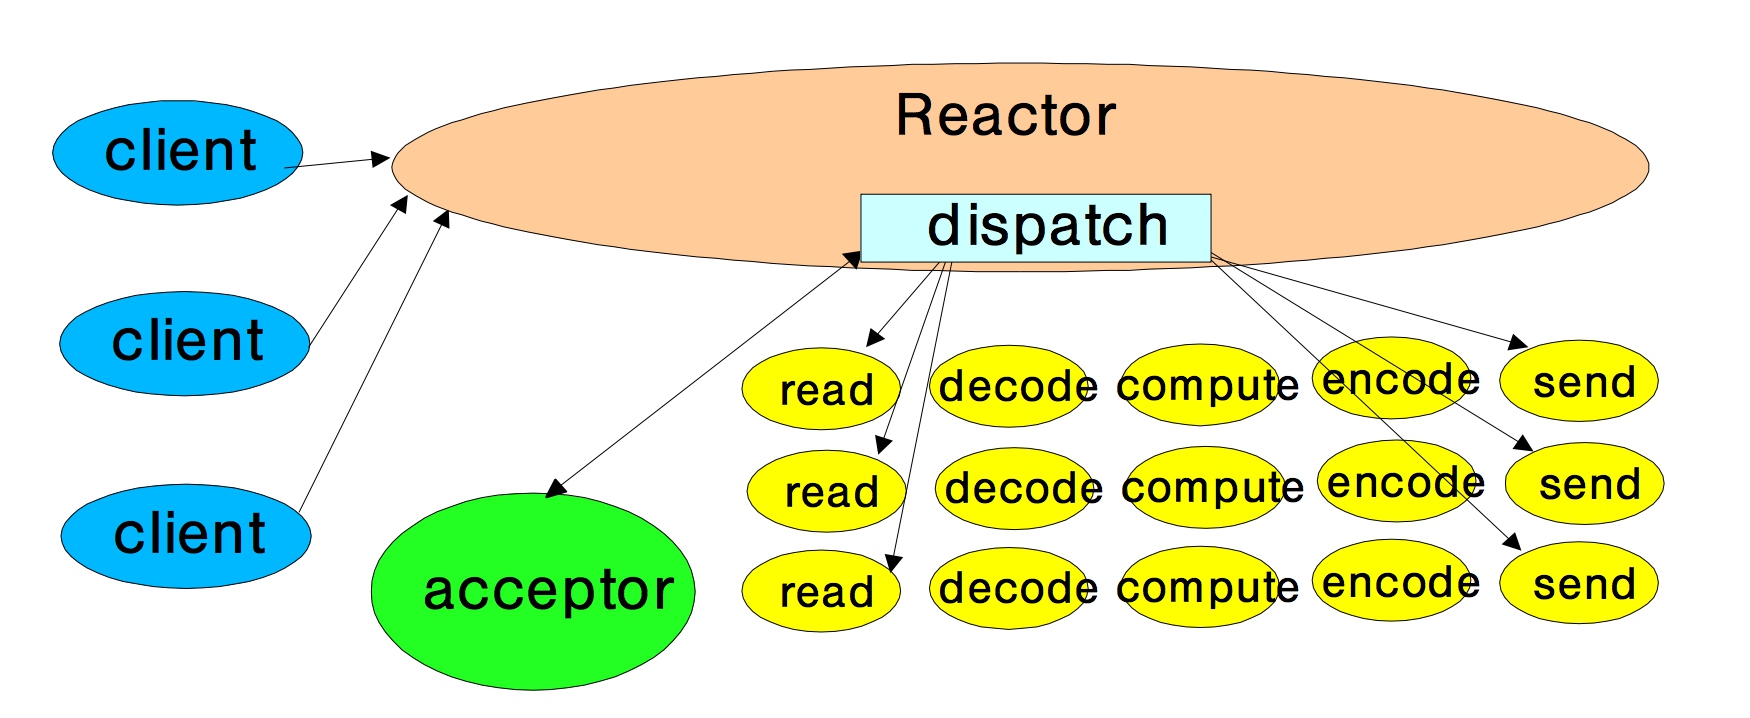 Reactor
client
dispatch
client
client
acceptor
read decode compute encode send
read decode compute encode send
read decode compute encode send